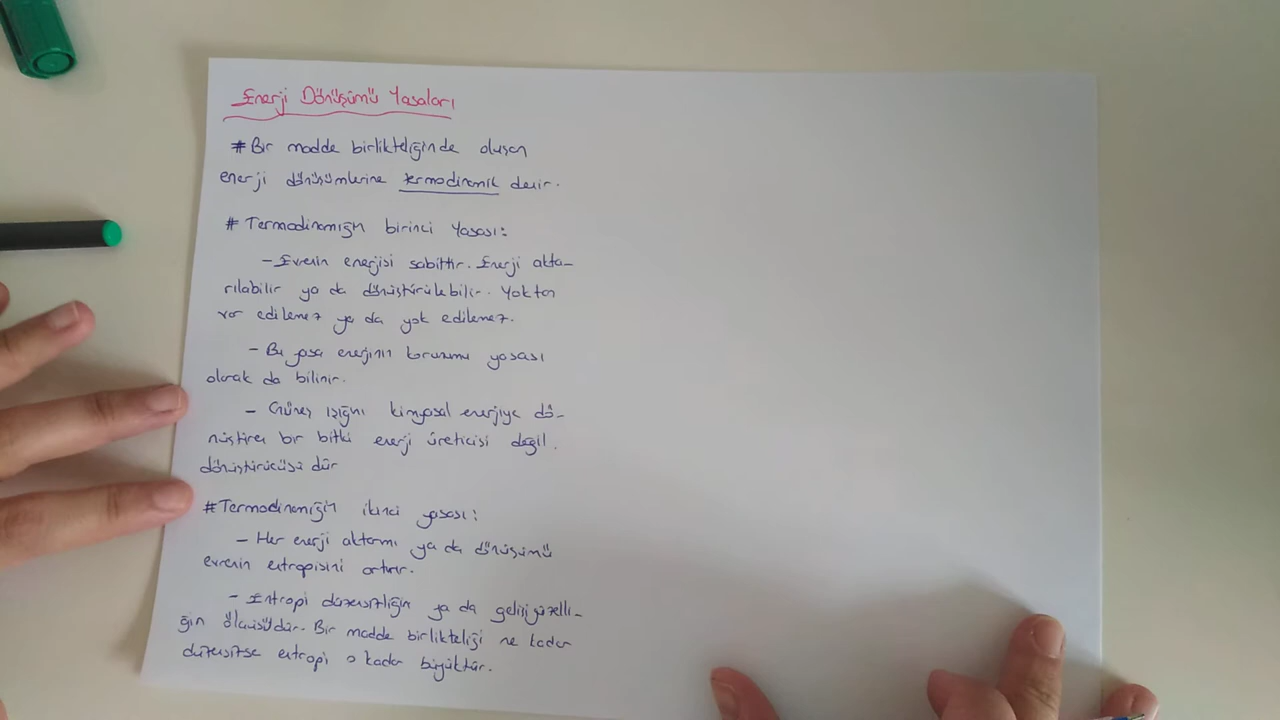 Enerji Dönüşümü Yasaları
# Bir madde birlikteliğinde oluşan
enerji dönüşümlerine termodinamik denir.
# Termodinamiğin birinci Yasası:
- Evrenin enerjisi sabittir. Enerji akta-
rılabilir ya da dönüştürülebilir. Yoktan
var edilemez ya da yok edilemez.
- Bu yasa enerjinin korunumu yasası
olarak da bilinir.
- Güneş ışığını kimyasal enerjiye dö-
nüştüren bir bitki enerji üreticisi değil.
dönüştürücüsü dür
# Termodinamiğin ikinci yasası:
- Her enerji aktarımı ya da dönüşümü
evrenin entropisini artırır.
- Entropi düzensizliğin ya da gelişigüzelli-
ğin ölçüsüdür. Bir madde birlikteliği ne kadar
düzensizse entropi o kadar büyüktür.